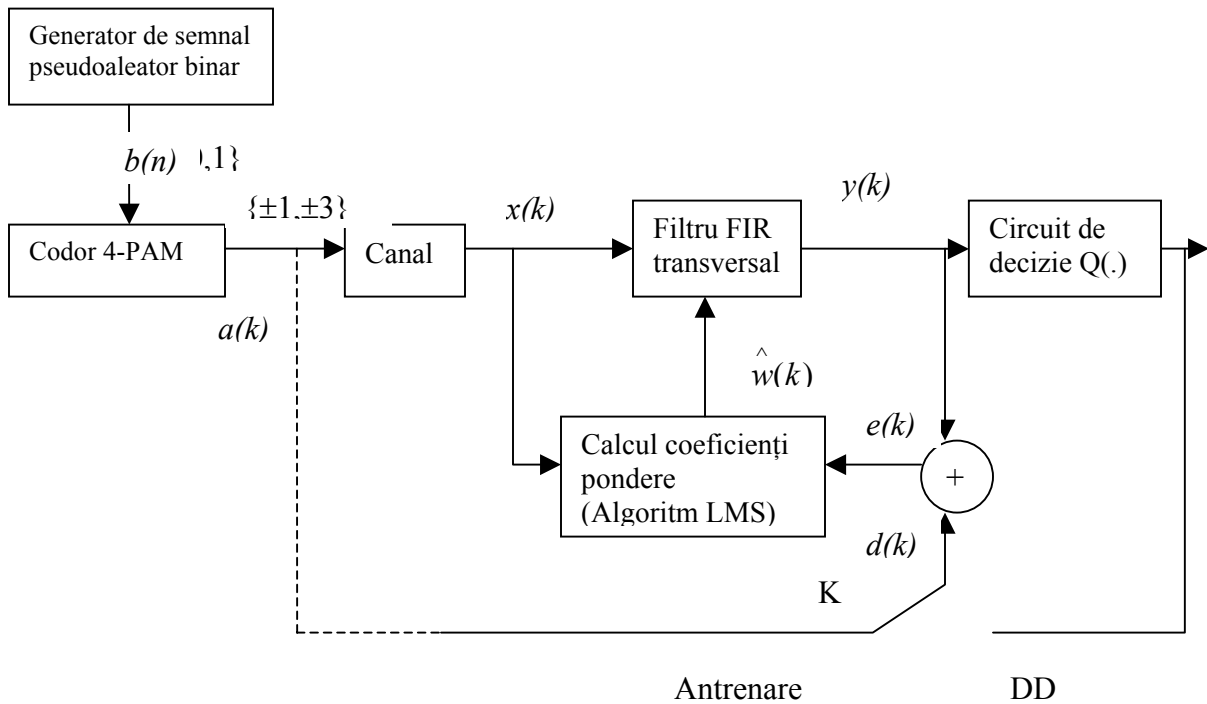 Generator de semnal
pseudoaleator binar
b(n) ,1}
{±1,±3}
x(k)
y(k)
Codor 4-PAM
Canal
Filtru FIR
transversal
Circuit de
decizie Q(.)
a(k)
^
w(k)
Calcul coeficienți
pondere
(Algoritm LMS)
e(k)
+
d(k)
K
Antrenare
DD